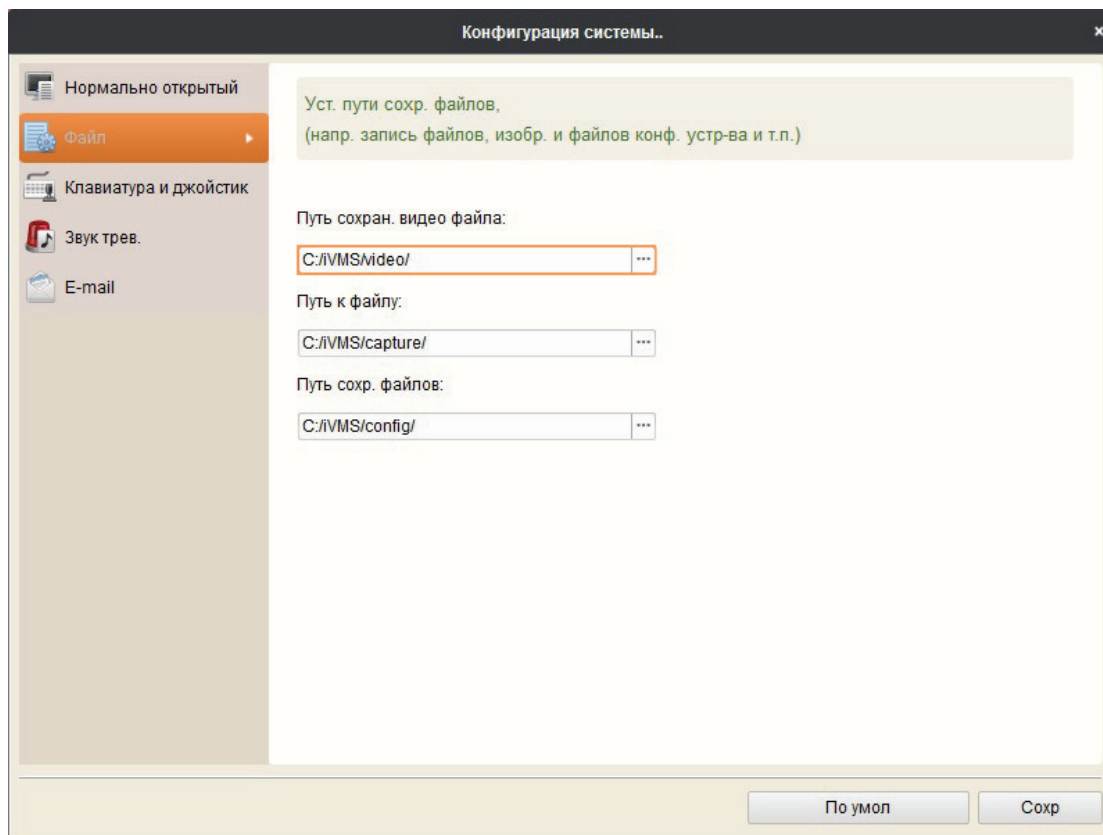 Конфигурация системы..
Нормально открытый
Файл
Клавиатура и джойстик
Звук трев.
E-mail
Уст. пути сохр. файлов,
(напр. запись файлов, изобр. и файлов конф. устр-ва и т.п.)
Путь сохран. видео файла:
C:/iVMS/video/
Путь к файлу:
C:/iVMS/capture/
Путь сохр. файлов:
C:/iVMS/config/
По умол
Сохр